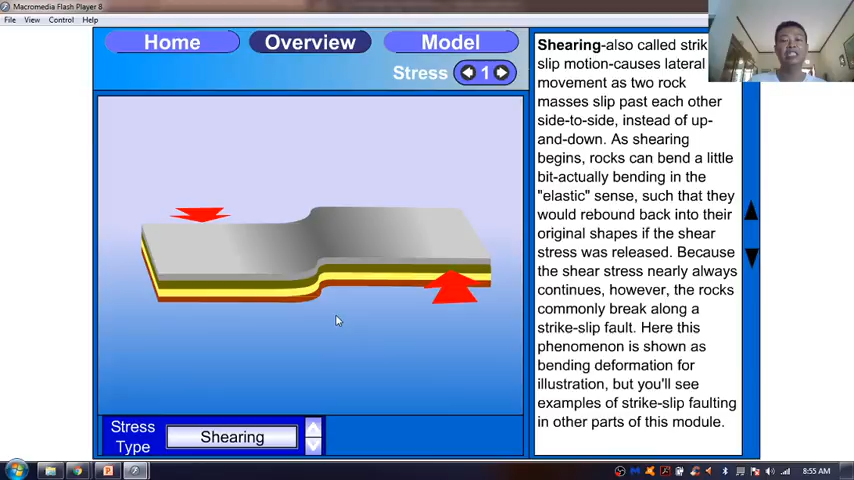 Macromedia Flash Player 8
File View Control Help
Home Overview Model
Stress 1
Shearing-also called strik
slip motion-causes lateral
movement as two rock
masses slip past each other
side-to-side, instead of up-
and-down. As shearing
begins, rocks can bend a little
bit-actually bending in the
"elastic" sense, such that they
would rebound back into their
original shapes if the shear
stress was released. Because
the shear stress nearly always
continues, however, the rocks
commonly break along a
strike-slip fault. Here this
phenomenon is shown as
bending deformation for
illustration, but you'll see
examples of strike-slip faulting
in other parts of this module.
Stress
Type
Shearing
8:55 AM